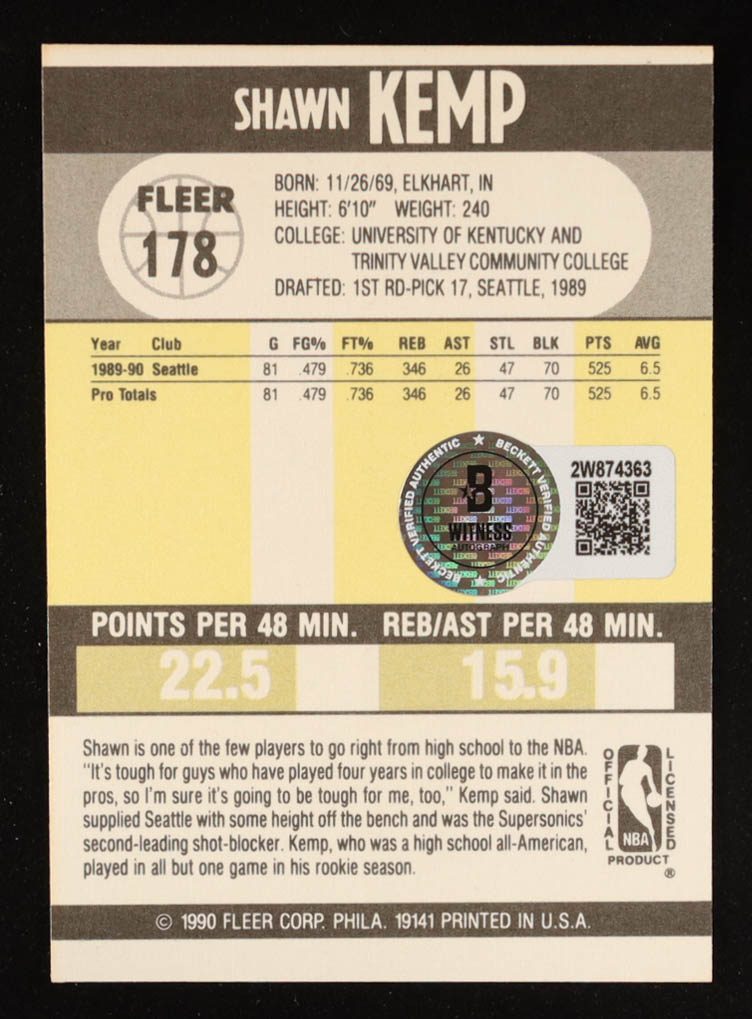 SHAWN KEMP
FLEER
178
BORN: 11/26/69, ELKHART, IN
HEIGHT: 6'10" WEIGHT: 240
COLLEGE: UNIVERSITY OF KENTUCKY AND
TRINITY VALLEY COMMUNITY COLLEGE
DRAFTED: 1ST RD-PICK 17, SEATTLE, 1989
Year Club G FG% FT% REB AST STL BLK PTS AVG
1989-90 Seattle 81 .479 .736 346 26 47 70 525 6.5
Pro Totals 81 .479 .736 346 26 47 70 525 6.5
BECKETT VERIFIED AUTHENTIC ★ BECKETT VERIFIED AUTHENTIC ★
B
WITNESS
AUTOGRAPH
2W874363
POINTS PER 48 MIN. REB/AST PER 48 MIN.
22.5 15.9
Shawn is one of the few players to go right from high school to the NBA.
"It's tough for guys who have played four years in college to make it in the
pros, so I'm sure it's going to be tough for me, too," Kemp said. Shawn
supplied Seattle with some height off the bench and was the Supersonics'
second-leading shot-blocker. Kemp, who was a high school all-American,
played in all but one game in his rookie season.
OFFICIAL
LICENSED
NBA
PRODUCT
®
© 1990 FLEER CORP. PHILA. 19141 PRINTED IN U.S.A.